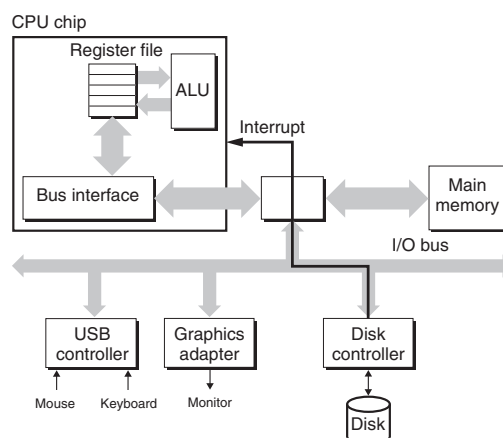 CPU chip
Register file
ALU
Interrupt
Bus interface
Main
memory
I/O bus
USB
controller
Graphics
adapter
Disk
controller
Mouse
Keyboard
Monitor
Disk